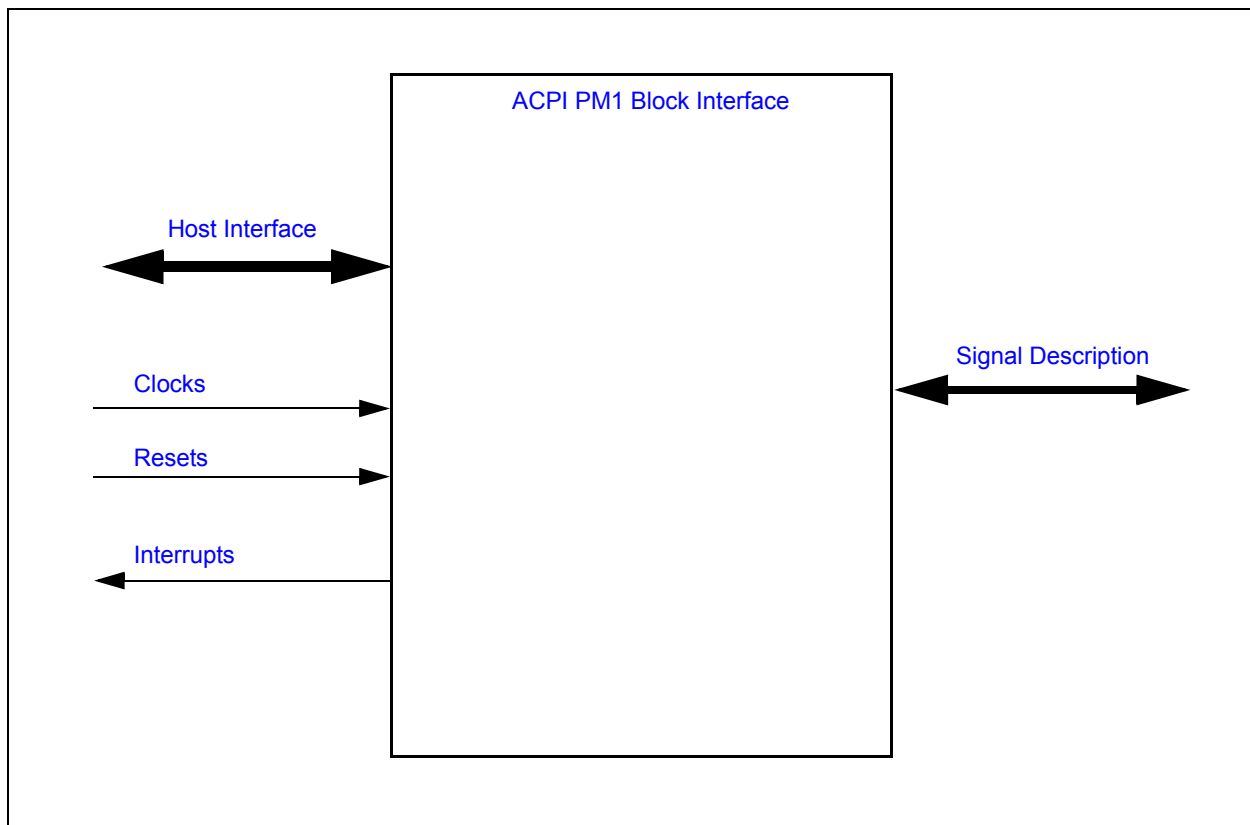 ACPI PM1 Block Interface
Host Interface
Signal Description
Clocks
Resets
Interrupts